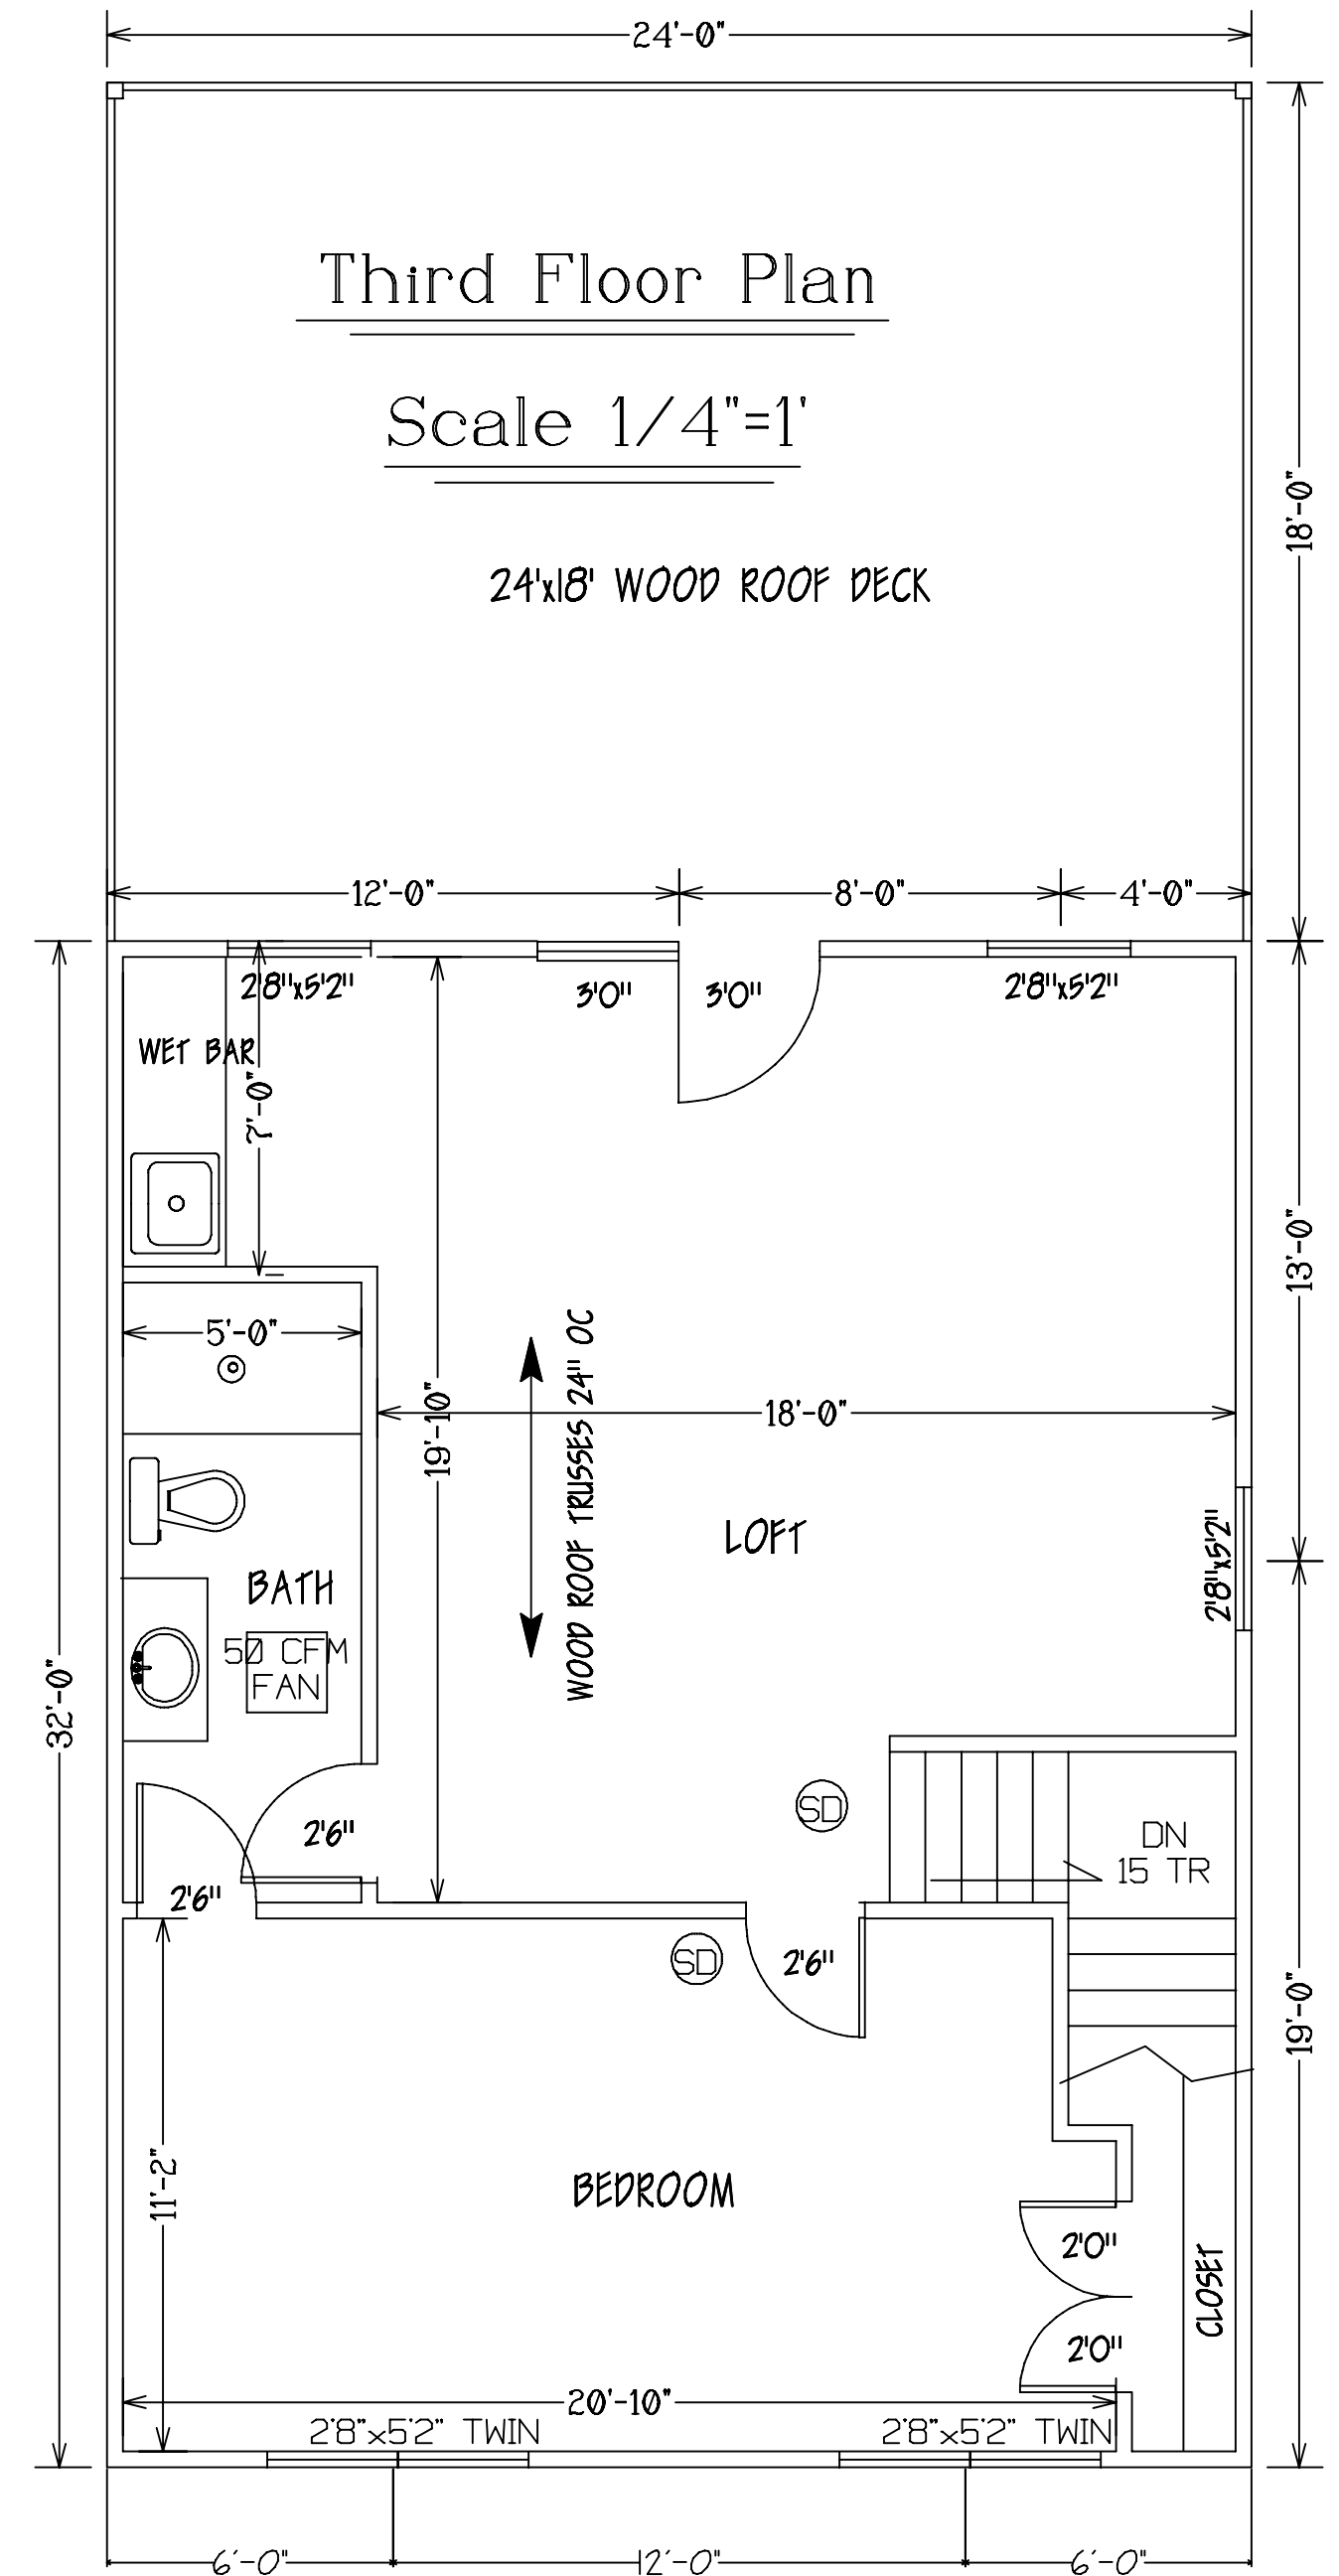 24'-0"
Third Floor Plan
Scale 1/4"=1'
18'-0"
24'x18' WOOD ROOF DECK
12'-0"
8'-0"
4'-0"
2'8"x5'2"
3'0"
3'0"
2'8"x5'2"
WET BAR
7'-0"
13'-0"
5'-0"
19'-10"
WOOD ROOF TRUSSES 24" OC
18'-0"
LOFT
2'8"x5'2"
BATH
50 CFM
FAN
32'-0"
SD
2'6"
DN
15 TR
2'6"
SD
2'6"
19'-0"
11'-2"
BEDROOM
2'0"
CLOSET
2'0"
20'-10"
2'8"x5'2" TWIN
2'8"x5'2" TWIN
6'-0"
12'-0"
6'-0"